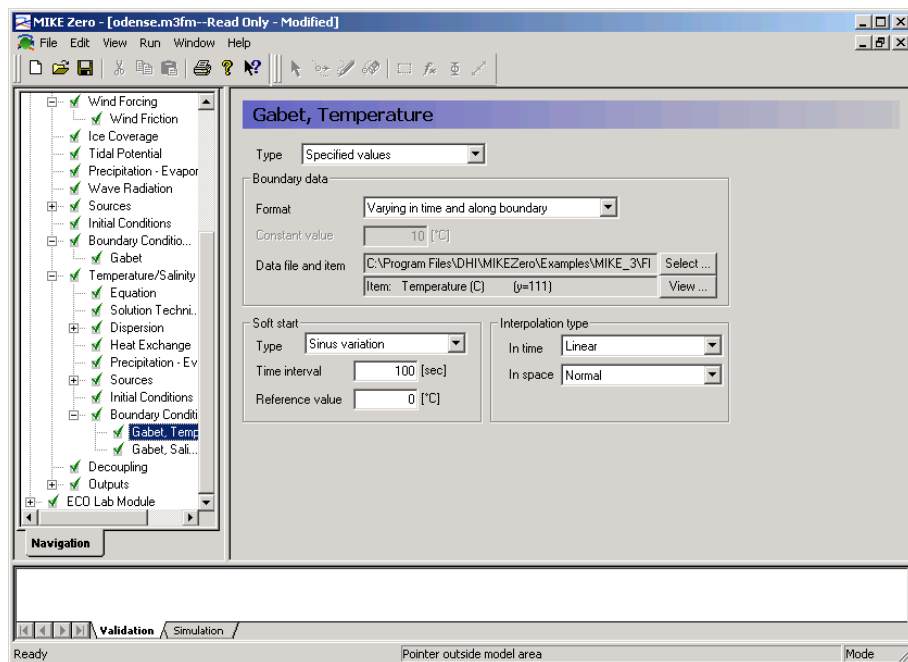 MIKE Zero - [odense.m3fm--Read Only - Modified]
File Edit View Run Window Help
Wind Forcing
Wind Friction
Ice Coverage
Tidal Potential
Precipitation - Evapor
Wave Radiation
Sources
Initial Conditions
Boundary Conditio...
Gabet
Temperature/Salinity
Equation
Solution Techni...
Dispersion
Heat Exchange
Precipitation - Ev
Sources
Initial Conditions
Boundary Conditi
Gabet, Temp
Gabet, Sali...
Decoupling
Outputs
ECO Lab Module
Navigation
Gabet, Temperature
Type Specified values
Boundary data
Format Varying in time and along boundary
Constant value 10 [°C]
Data file and item C:\Program Files\DHI\MIKEZero\Examples\MIKE_3\Fl Select ...
Item: Temperature (C) (y=111) View ...
Soft start
Type Sinus variation
Time interval 100 [sec]
Reference value 0 [°C]
Interpolation type
In time Linear
In space Normal
Validation Simulation
Ready Pointer outside model area Mode